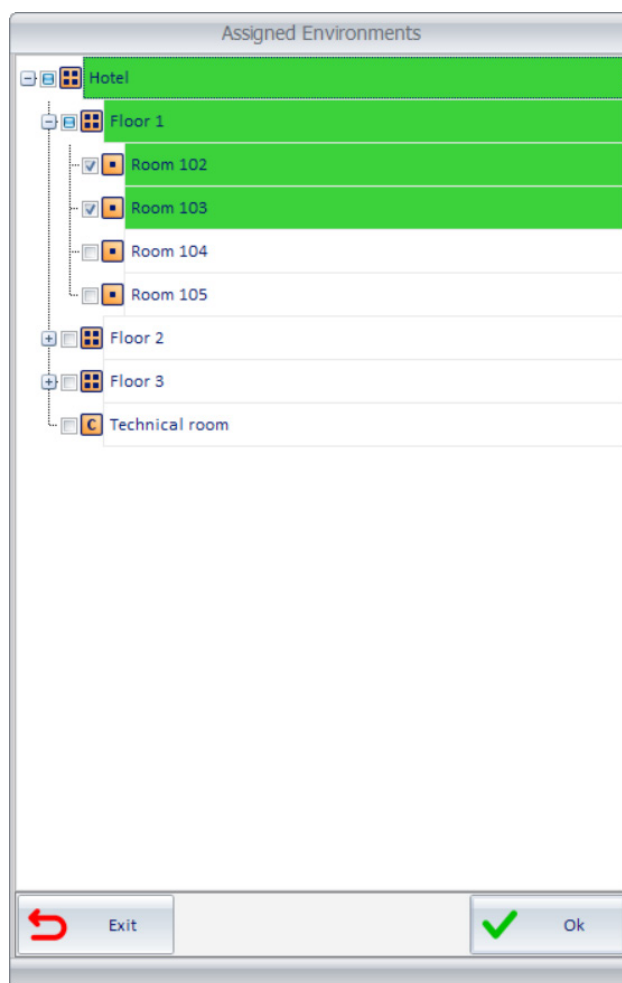 Assigned Environments
Hotel
Floor 1
Room 102
Room 103
Room 104
Room 105
Floor 2
Floor 3
C Technical room
Exit
Ok